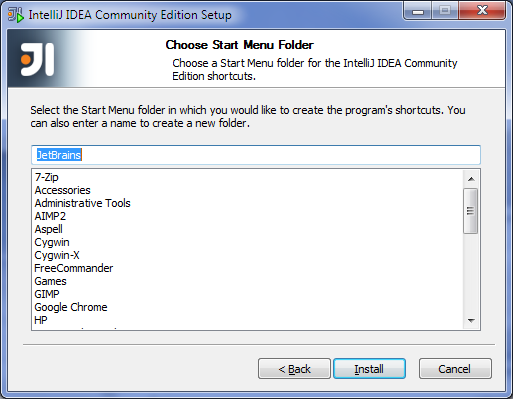 IntelliJ IDEA Community Edition Setup
Choose Start Menu Folder
Choose a Start Menu folder for the IntelliJ IDEA Community
Edition shortcuts.
Select the Start Menu folder in which you would like to create the program's shortcuts. You
can also enter a name to create a new folder.
JetBrains
7-Zip
Accessories
Administrative Tools
AIMP2
Aspell
Cygwin
Cygwin-X
FreeCommander
Games
GIMP
Google Chrome
HP
< Back
Install
Cancel